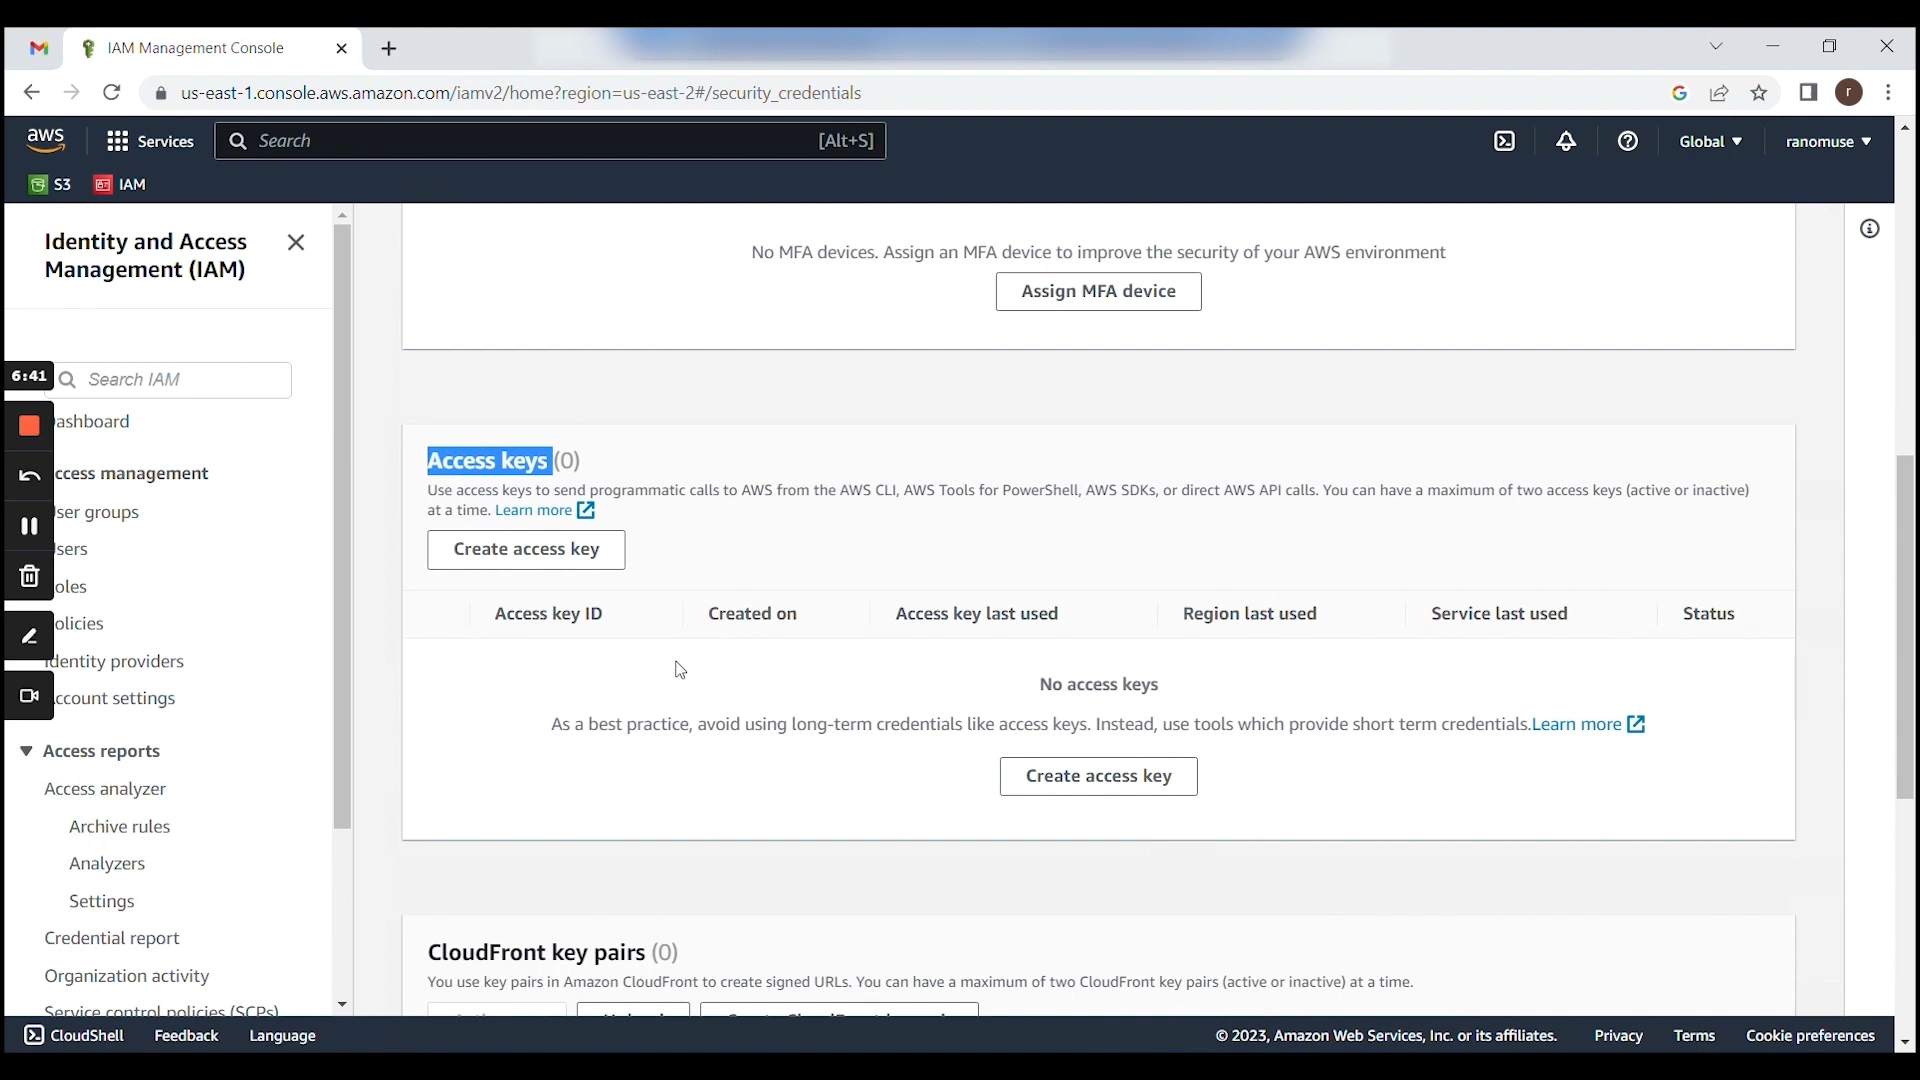 IAM Management Console
us-east-1.console.aws.amazon.com/iamv2/home?region=us-east-2#/security_credentials
r
aws
Services
Search
[Alt+S]
Global
ranomuse
S3
IAM
Identity and Access
Management (IAM)
6:41
Search IAM
ashboard
ccess management
ser groups
sers
oles
olicies
dentity providers
ccount settings
Access reports
Access analyzer
Archive rules
Analyzers
Settings
Credential report
Organization activity
Service control policies (SCPs)
No MFA devices. Assign an MFA device to improve the security of your AWS environment
Assign MFA device
Access keys (0)
Use access keys to send programmatic calls to AWS from the AWS CLI, AWS Tools for PowerShell, AWS SDKs, or direct AWS API calls. You can have a maximum of two access keys (active or inactive)
at a time. Learn more
Create access key
Access key ID
Created on
Access key last used
Region last used
Service last used
Status
No access keys
As a best practice, avoid using long-term credentials like access keys. Instead, use tools which provide short term credentials.Learn more
Create access key
CloudFront key pairs (0)
You use key pairs in Amazon CloudFront to create signed URLs. You can have a maximum of two CloudFront key pairs (active or inactive) at a time.
CloudShell
Feedback
Language
© 2023, Amazon Web Services, Inc. or its affiliates.
Privacy
Terms
Cookie preferences